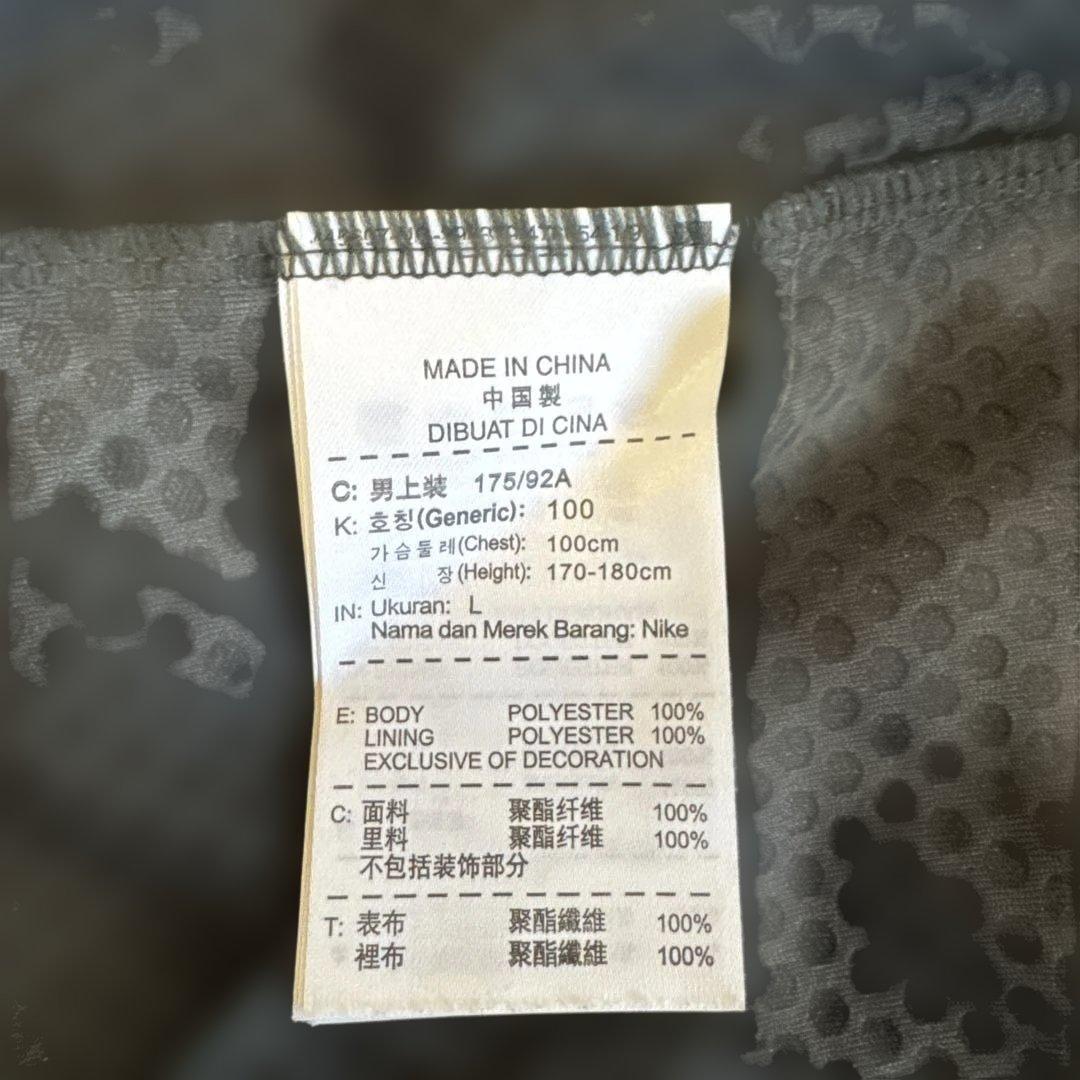 MADE IN CHINA
中国製
DIBUAT DI CINA
C: 男上装 175/92A
K: 호칭(Generic): 100
가슴둘레(Chest): 100cm
신 장(Height): 170-180cm
IN: Ukuran: L
Nama dan Merek Barang: Nike
E: BODY POLYESTER 100%
LINING POLYESTER 100%
EXCLUSIVE OF DECORATION
C: 面料 聚酯纤维 100%
里料 聚酯纤维 100%
不包括装饰部分
T: 表布 聚酯纖維 100%
裡布 聚酯纖維 100%